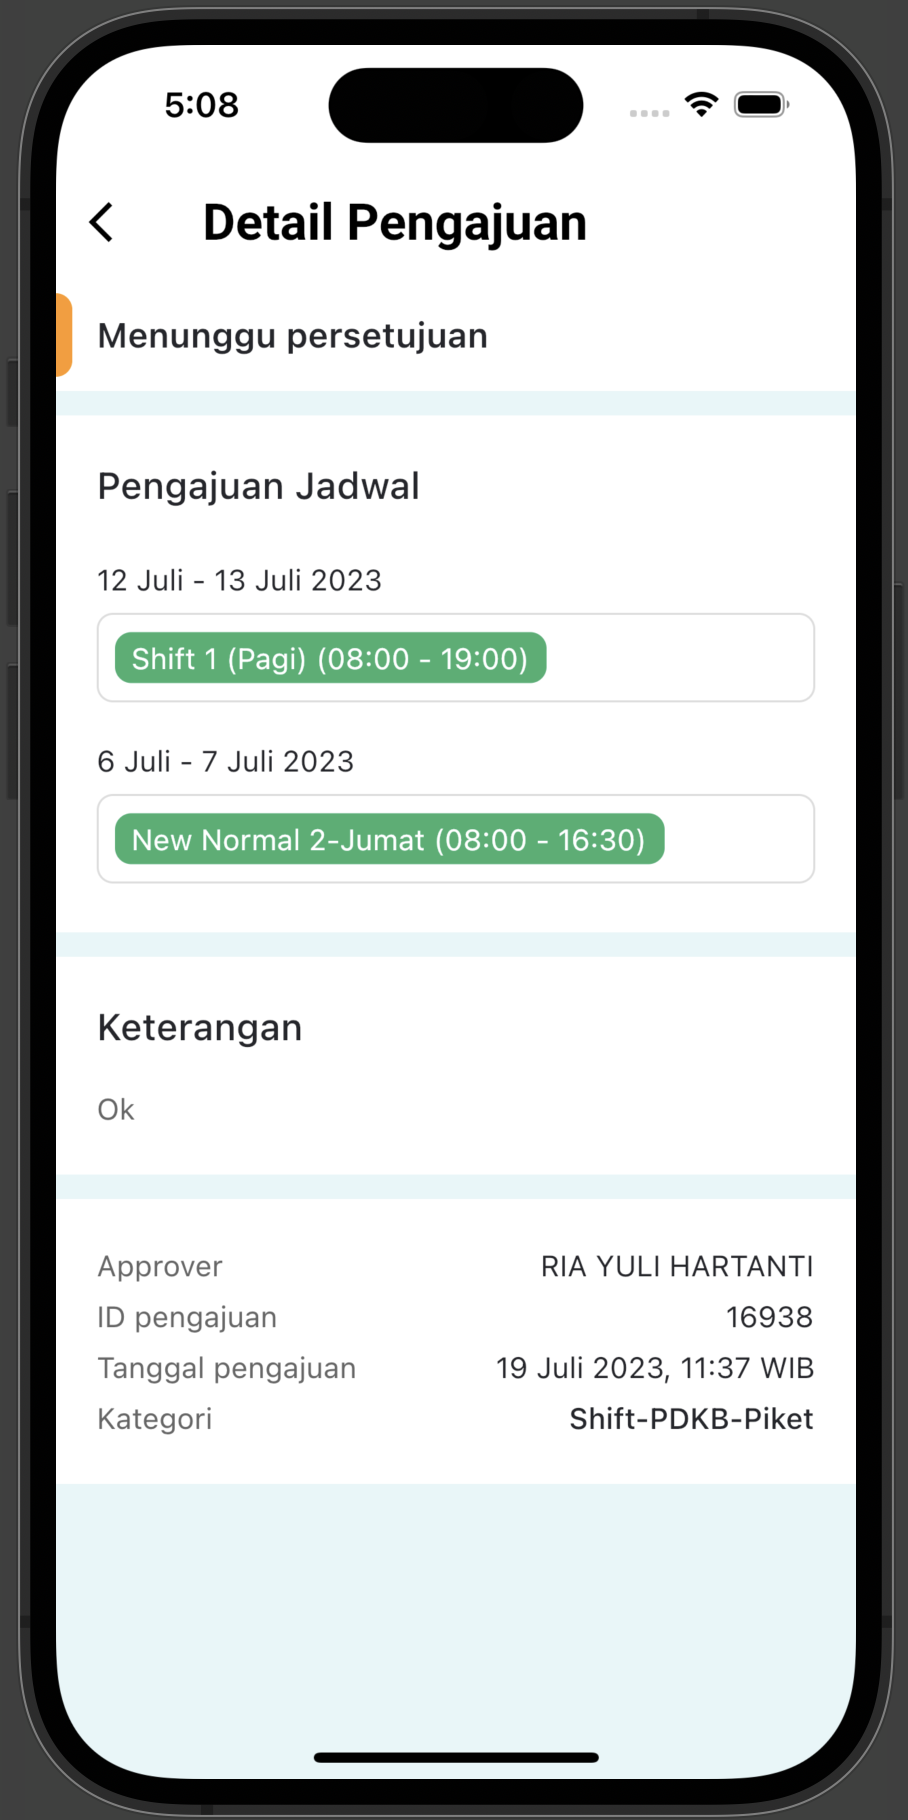 5:08
Detail Pengajuan
Menunggu persetujuan
Pengajuan Jadwal
12 Juli - 13 Juli 2023
Shift 1 (Pagi) (08:00 - 19:00)
6 Juli - 7 Juli 2023
New Normal 2-Jumat (08:00 - 16:30)
Keterangan
Ok
Approver RIA YULI HARTANTI
ID pengajuan 16938
Tanggal pengajuan 19 Juli 2023, 11:37 WIB
Kategori Shift-PDKB-Piket